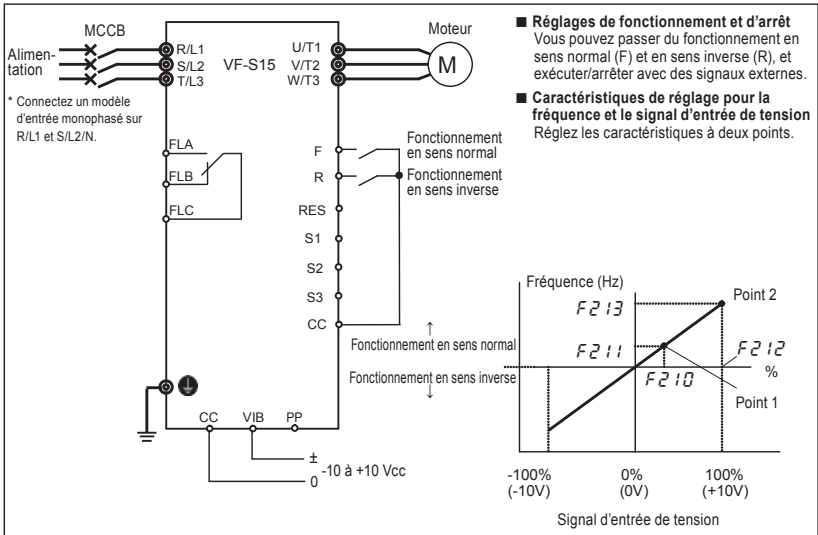 MCCB
Alimen-
tation
R/L1
S/L2
T/L3
VF-S15
U/T1
V/T2
W/T3
Moteur
M
* Connectez un modèle
d'entrée monophasé sur
R/L1 et S/L2/N.
FLA
FLB
FLC
F
R
RES
S1
S2
S3
CC
Fonctionnement
en sens normal
Fonctionnement
en sens inverse
CC
VIB
PP
±
0
-10 à +10 Vcc
■ Réglages de fonctionnement et d'arrêt
Vous pouvez passer du fonctionnement en
sens normal (F) et en sens inverse (R), et
exécuter/arrêter avec des signaux externes.
■ Caractéristiques de réglage pour la
fréquence et le signal d'entrée de tension
Réglez les caractéristiques à deux points.
Fréquence (Hz)
F213
Point 2
↑
Fonctionnement en sens normal
F211
F212
Fonctionnement en sens inverse
↓
F210
%
Point 1
-100%
(-10V)
0%
(0V)
100%
(+10V)
Signal d'entrée de tension